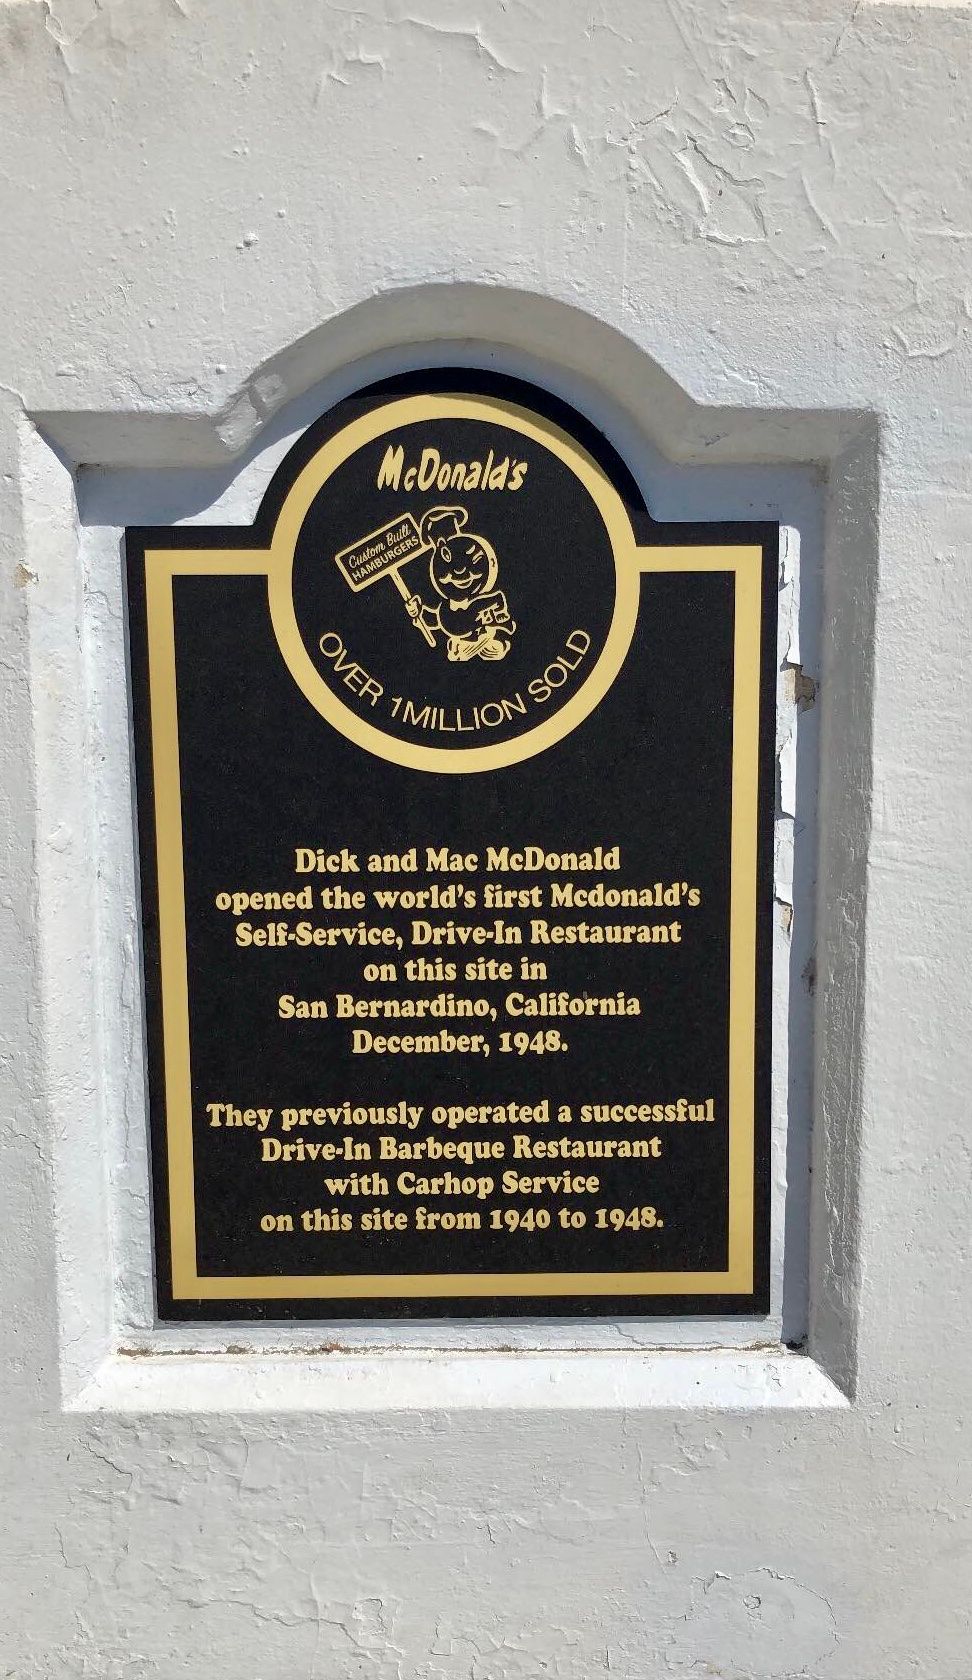 McDonald's
Custom Built
HAMBURGERS
OVER 1 MILLION SOLD
Dick and Mac McDonald
opened the world's first Mcdonald's
Self-Service, Drive-In Restaurant
on this site in
San Bernardino, California
December, 1948.
They previously operated a successful
Drive-In Barbeque Restaurant
with Carhop Service
on this site from 1940 to 1948.